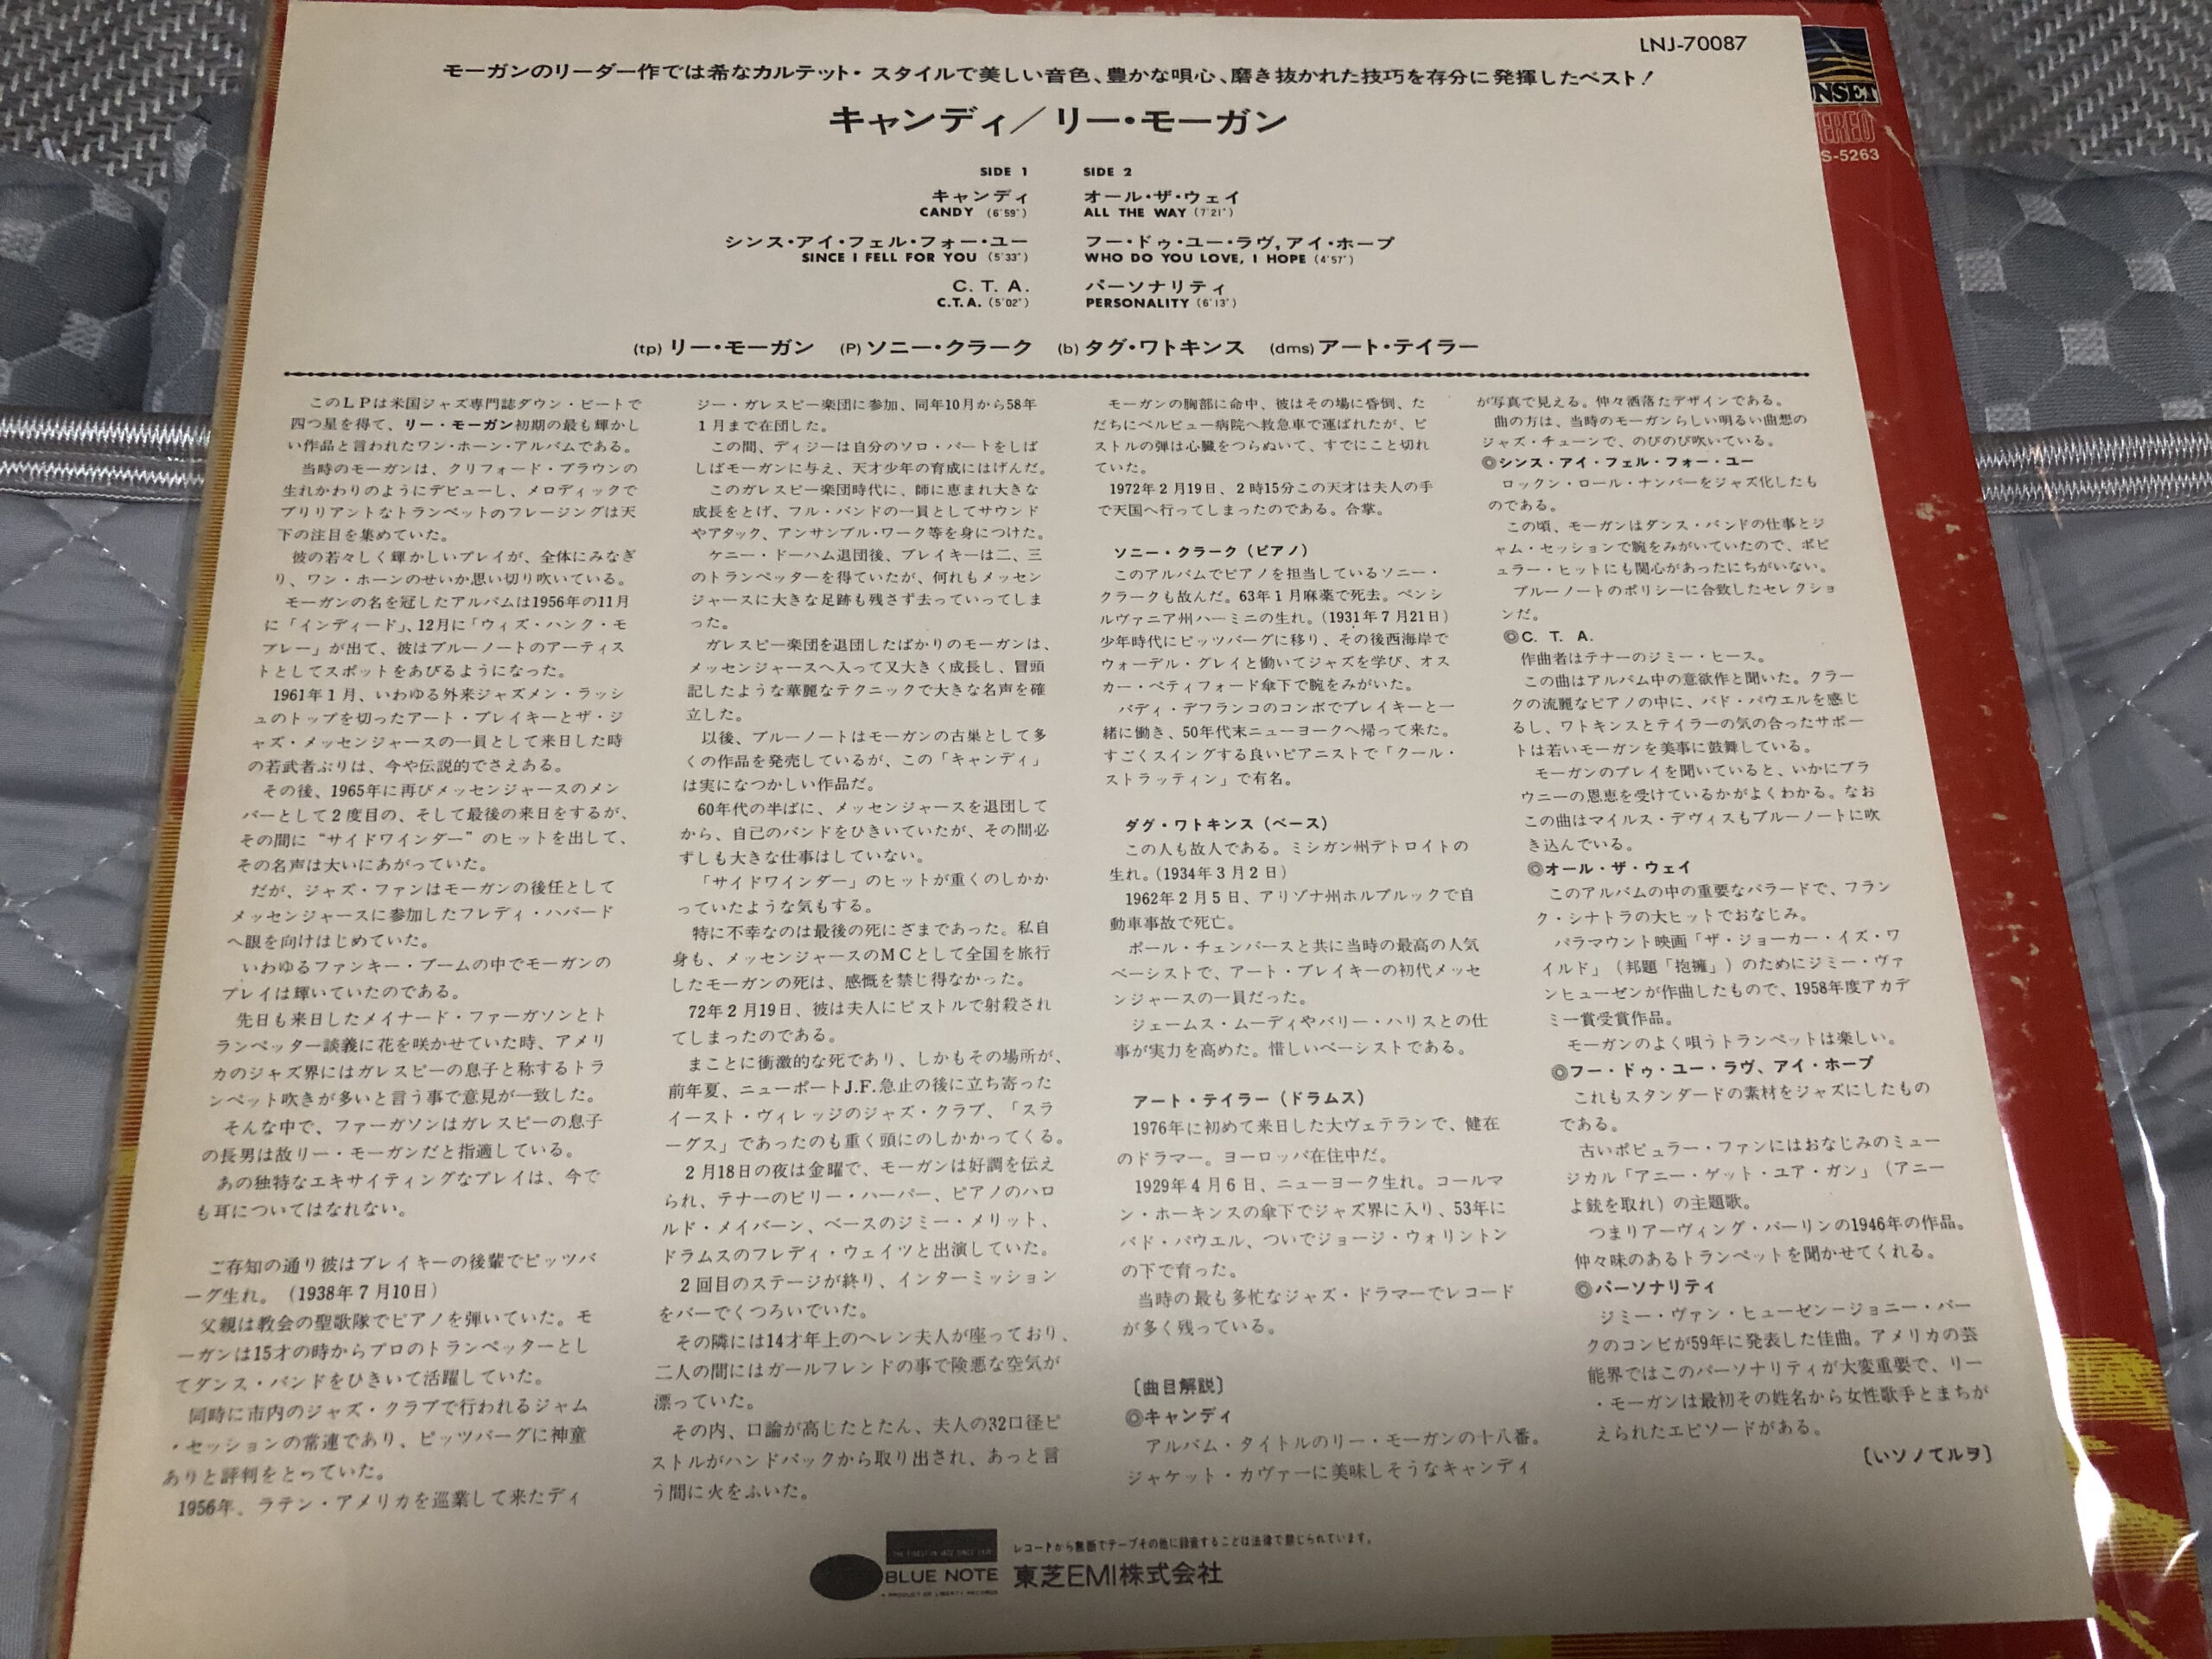 LNJ-70087
モーガンのリーダー作では希なカルテット・スタイルで美しい音色、豊かな唄心、磨き抜かれた技巧を存分に発揮したベスト!
キャンディ/リー・モーガン
SIDE 1
キャンディ
CANDY (6'59")
シンス・アイ・フェル・フォー・ユー
SINCE I FELL FOR YOU (5'33")
C. T. A.
C.T.A. (5'02")
SIDE 2
オール・ザ・ウェイ
ALL THE WAY (7'21")
フー・ドゥ・ユー・ラヴ,アイ・ホープ
WHO DO YOU LOVE, I HOPE (4'57")
パーソナリティ
PERSONALITY (6'13")
(tp) リー・モーガン (P) ソニー・クラーク (b) タグ・ワトキンス (dms) アート・テイラー
このLPは米国ジャズ専門誌ダウン・ビートで
四つ星を得て、リー・モーガン初期の最も輝かし
い作品と言われたワン・ホーン・アルバムである。
当時のモーガンは、クリフォード・ブラウンの
生れかわりのようにデビューし、メロディックで
ブリリアントなトランペットのフレージングは天
下の注目を集めていた。
彼の若々しく輝かしいプレイが、全体にみなぎ
り、ワン・ホーンのせいか思い切り吹いている。
モーガンの名を冠したアルバムは1956年の11月
に「インディード」、12月に「ウィズ・ハンク・モ
ブレー」が出て、彼はブルーノートのアーティス
トとしてスポットをあびるようになった。
1961年1月、いわゆる外来ジャズメン・ラッシ
ュのトップを切ったアート・ブレイキーとザ・ジ
ャズ・メッセンジャースの一員として来日した時
の若武者ぶりは、今や伝説的でさえある。
その後、1965年に再びメッセンジャースのメン
バーとして2度目の、そして最後の来日をするが、
その間に“サイドワインダー”のヒットを出して、
その名声は大いにあがっていた。
だが、ジャズ・ファンはモーガンの後任として
メッセンジャースに参加したフレディ・ハバード
へ眼を向けはじめていた。
いわゆるファンキー・ブームの中でモーガンの
プレイは輝いていたのである。
先日も来日したメイナード・ファーガソンとト
ランペッター談義に花を咲かせていた時、アメリ
カのジャズ界にはガレスピーの息子と称するトラ
ンペット吹きが多いと言う事で意見が一致した。
そんな中で、ファーガソンはガレスピーの息子
の長男は故リー・モーガンだと指適している。
あの独特なエキサイティングなプレイは、今で
も耳についてはなれない。
ご存知の通り彼はブレイキーの後輩でピッツバ
ーグ生れ。(1938年7月10日)
父親は教会の聖歌隊でピアノを弾いていた。モ
ーガンは15才の時からプロのトランペッターとし
てダンス・バンドをひきいて活躍していた。
同時に市内のジャズ・クラブで行われるジャム
・セッションの常連であり、ピッツバーグに神童
ありと評判をとっていた。
1956年。ラテン・アメリカを巡業して来たディ
ジー・ガレスピー楽団に参加、同年10月から58年
1月まで在団した。
この間、ディジーは自分のソロ・パートをしば
しばモーガンに与え、天才少年の育成にはげんだ。
このガレスピー楽団時代に、師に恵まれ大きな
成長をとげ、フル・バンドの一員としてサウンド
やアタック、アンサンブル・ワーク等を身につけた。
ケニー・ドーハム退団後、ブレイキーは二、三
のトランペッターを得ていたが、何れもメッセン
ジャースに大きな足跡も残さず去っていってしま
った。
ガレスピー楽団を退団したばかりのモーガンは、
メッセンジャースへ入って又大きく成長し、冒頭
記したような華麗なテクニックで大きな名声を確
立した。
以後、ブルーノートはモーガンの古巣として多
くの作品を発売しているが、この「キャンディ」
は実になつかしい作品だ。
60年代の半ばに、メッセンジャースを退団して
から、自己のバンドをひきいていたが、その間必
ずしも大きな仕事はしていない。
「サイドワインダー」のヒットが重くのしかか
っていたような気もする。
特に不幸なのは最後の死にざまであった。私自
身も、メッセンジャースのMCとして全国を旅行
したモーガンの死は、感慨を禁じ得なかった。
72年2月19日、彼は夫人にピストルで射殺され
てしまったのである。
まことに衝激的な死であり、しかもその場所が、
前年夏、ニューポートJ.F.急止の後に立ち寄った
イースト・ヴィレッジのジャズ・クラブ、「スラ
ーグス」であったのも重く頭にのしかかってくる。
2月18日の夜は金曜で、モーガンは好調を伝え
られ、テナーのビリー・ハーパー、ピアノのハロ
ルド・メイバーン、ベースのジミー・メリット、
ドラムスのフレディ・ウェイツと出演していた。
2回目のステージが終り、インターミッション
をバーでくつろいでいた。
その隣には14才年上のヘレン夫人が座っており、
二人の間にはガールフレンドの事で険悪な空気が
漂っていた。
その内、口論が高じたとたん、夫人の32口径ピ
ストルがハンドバックから取り出され、あっと言
う間に火をふいた。
モーガンの胸部に命中、彼はその場に昏倒、た
だちにベルビュー病院へ救急車で運ばれたが、ピ
ストルの弾は心臓をつらぬいて、すでにこと切れ
ていた。
1972年2月19日、2時15分この天才は夫人の手
で天国へ行ってしまったのである。合掌。
ソニー・クラーク(ピアノ)
このアルバムでピアノを担当しているソニー・
クラークも故んだ。63年1月麻薬で死去。ペンシ
ルヴァニア州ハーミニの生れ。(1931年7月21日)
少年時代にピッツバーグに移り、その後西海岸で
ウォーデル・グレイと働いてジャズを学び、オス
カー・ペティフォード傘下で腕をみがいた。
バディ・デフランコのコンボでブレイキーと一
緒に働き、50年代末ニューヨークへ帰って来た。
すごくスイングする良いピアニストで「クール・
ストラッティン」で有名。
ダグ・ワトキンス(ベース)
この人も故人である。ミシガン州デトロイトの
生れ。(1934年3月2日)
1962年2月5日、アリゾナ州ホルブルックで自
動車事故で死亡。
ポール・チェンバースと共に当時の最高の人気
ベーシストで、アート・ブレイキーの初代メッセ
ンジャースの一員だった。
ジェームス・ムーディやバリー・ハリスとの仕
事が実力を高めた。惜しいベーシストである。
アート・テイラー(ドラムス)
1976年に初めて来日した大ヴェテランで、健在
のドラマー。ヨーロッパ在住中だ。
1929年4月6日、ニューヨーク生れ。コールマ
ン・ホーキンスの傘下でジャズ界に入り、53年に
バド・パウエル、ついでジョージ・ウォリントン
の下で育った。
当時の最も多忙なジャズ・ドラマーでレコード
が多く残っている。
〔曲目解説〕
◎キャンディ
アルバム・タイトルのリー・モーガンの十八番。
ジャケット・カヴァーに美味しそうなキャンディ
が写真で見える。仲々洒落たデザインである。
曲の方は、当時のモーガンらしい明るい曲想の
ジャズ・チューンで、のびのび吹いている。
◎シンス・アイ・フェル・フォー・ユー
ロックン・ロール・ナンバーをジャズ化したも
のである。
この頃、モーガンはダンス・バンドの仕事とジ
ャム・セッションで腕をみがいていたので、ポピ
ュラー・ヒットにも関心があったにちがいない。
ブルーノートのポリシーに合致したセレクショ
ンだ。
◎C. T. A.
作曲者はテナーのジミー・ヒース。
この曲はアルバム中の意欲作と聞いた。クラー
クの流麗なピアノの中に、バド・パウエルを感じ
るし、ワトキンスとテイラーの気の合ったサポー
トは若いモーガンを美事に鼓舞している。
モーガンのプレイを聞いていると、いかにブラ
ウニーの恩恵を受けているかがよくわかる。なお
この曲はマイルス・デヴィスもブルーノートに吹
き込んでいる。
◎オール・ザ・ウェイ
このアルバムの中の重要なバラードで、フラン
ク・シナトラの大ヒットでおなじみ。
パラマウント映画「ザ・ジョーカー・イズ・ワ
イルド」(邦題「抱擁」)のためにジミー・ヴァ
ンヒューゼンが作曲したもので、1958年度アカデ
ミー賞受賞作品。
モーガンのよく唄うトランペットは楽しい。
◎フー・ドゥ・ユー・ラヴ、アイ・ホープ
これもスタンダードの素材をジャズにしたもの
である。
古いポピュラー・ファンにはおなじみのミュー
ジカル「アニー・ゲット・ユア・ガン」(アニー
よ銃を取れ)の主題歌。
つまりアーヴィング・バーリンの1946年の作品。
仲々味のあるトランペットを聞かせてくれる。
◎パーソナリティ
ジミー・ヴァン・ヒューゼン−ジョニー・バー
クのコンビが59年に発表した佳曲。アメリカの芸
能界ではこのパーソナリティが大変重要で、リー
・モーガンは最初その姓名から女性歌手とまちが
えられたエピソードがある。
〔いソノてルヲ〕
THE FINEST IN JAZZ SINCE 1939
BLUE NOTE
A PRODUCT OF LIBERTY RECORDS
レコードから無断でテープその他に録音することは法律で禁じられています。
東芝EMI株式会社
NSET
TEREO
S-5263